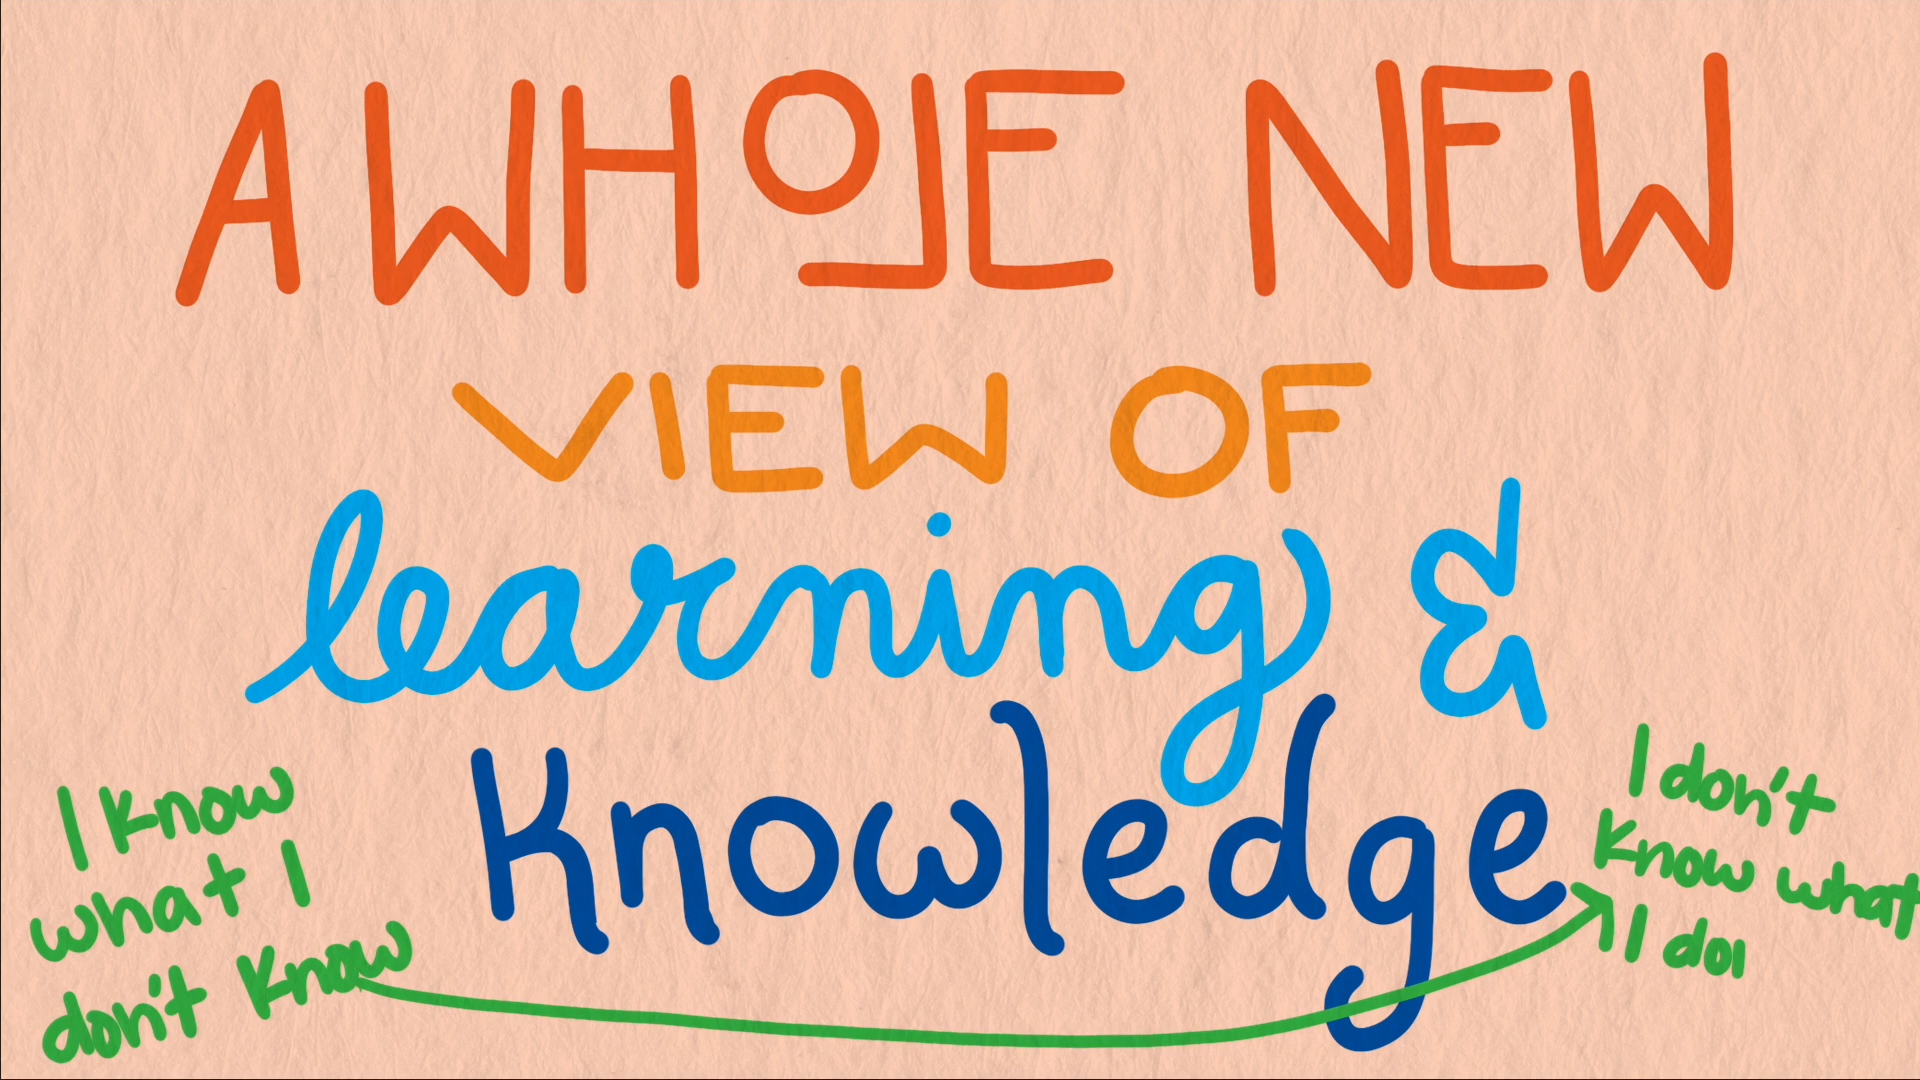 A WHOLE NEW
VIEW OF
learning &
Knowledge
I know
what I
don't know
I don't
know what
I do